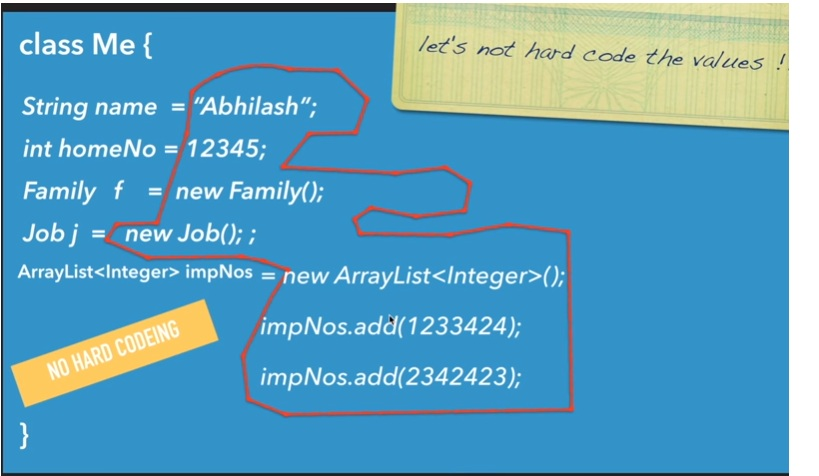 class Me {
let's not hard code the values !
String name = "Abhilash";
int homeNo = 12345;
Family f = new Family();
Job j = new Job(); ;
ArrayList<Integer> impNos = new ArrayList<Integer>();
impNos.add(1233424);
NO HARD CODEING
impNos.add(2342423);
}